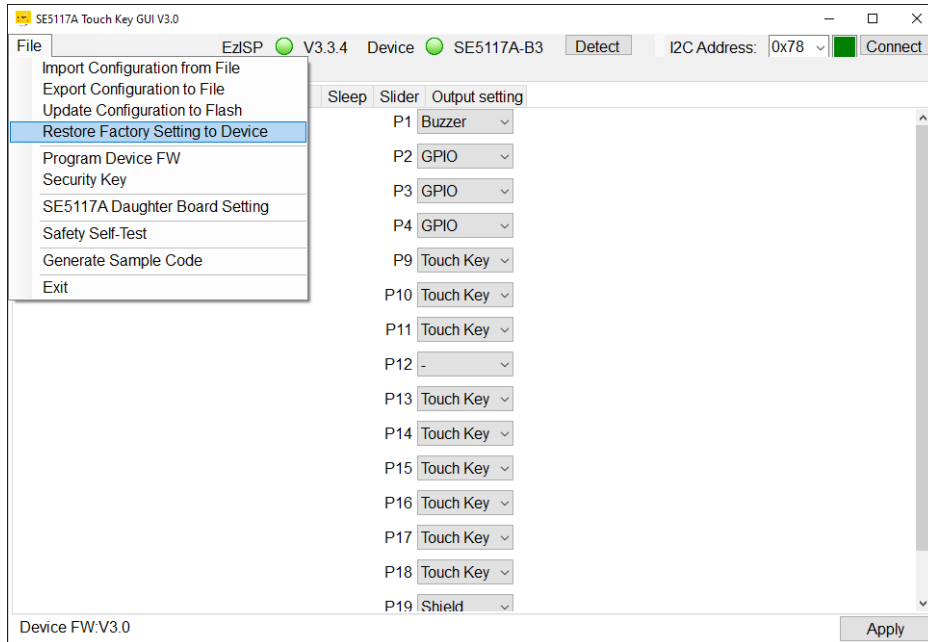 SE5117A Touch Key GUI V3.0
File EzISP V3.3.4 Device SE5117A-B3 Detect I2C Address: 0x78 Connect
Import Configuration from File
Export Configuration to File
Update Configuration to Flash
Restore Factory Setting to Device
Program Device FW
Security Key
SE5117A Daughter Board Setting
Safety Self-Test
Generate Sample Code
Exit
Sleep Slider Output setting
P1 Buzzer
P2 GPIO
P3 GPIO
P4 GPIO
P9 Touch Key
P10 Touch Key
P11 Touch Key
P12 -
P13 Touch Key
P14 Touch Key
P15 Touch Key
P16 Touch Key
P17 Touch Key
P18 Touch Key
P19 Shield
Device FW:V3.0 Apply